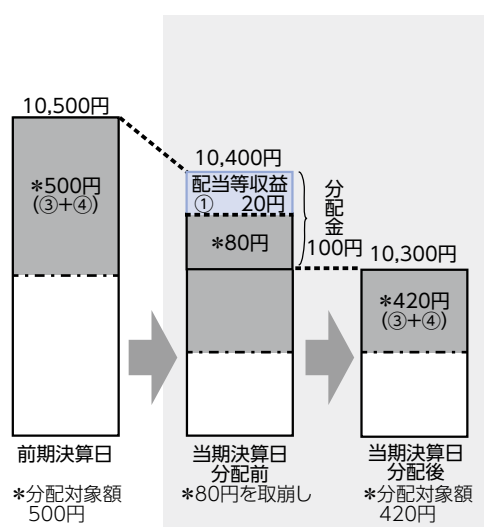 10,500円
*500円
(③+④)
前期決算日
*分配対象額
500円
10,400円
配当等収益
① 20円
*80円
分配金
100円
当期決算日
分配前
*80円を取崩し
10,300円
*420円
(③+④)
当期決算日
分配後
*分配対象額
420円